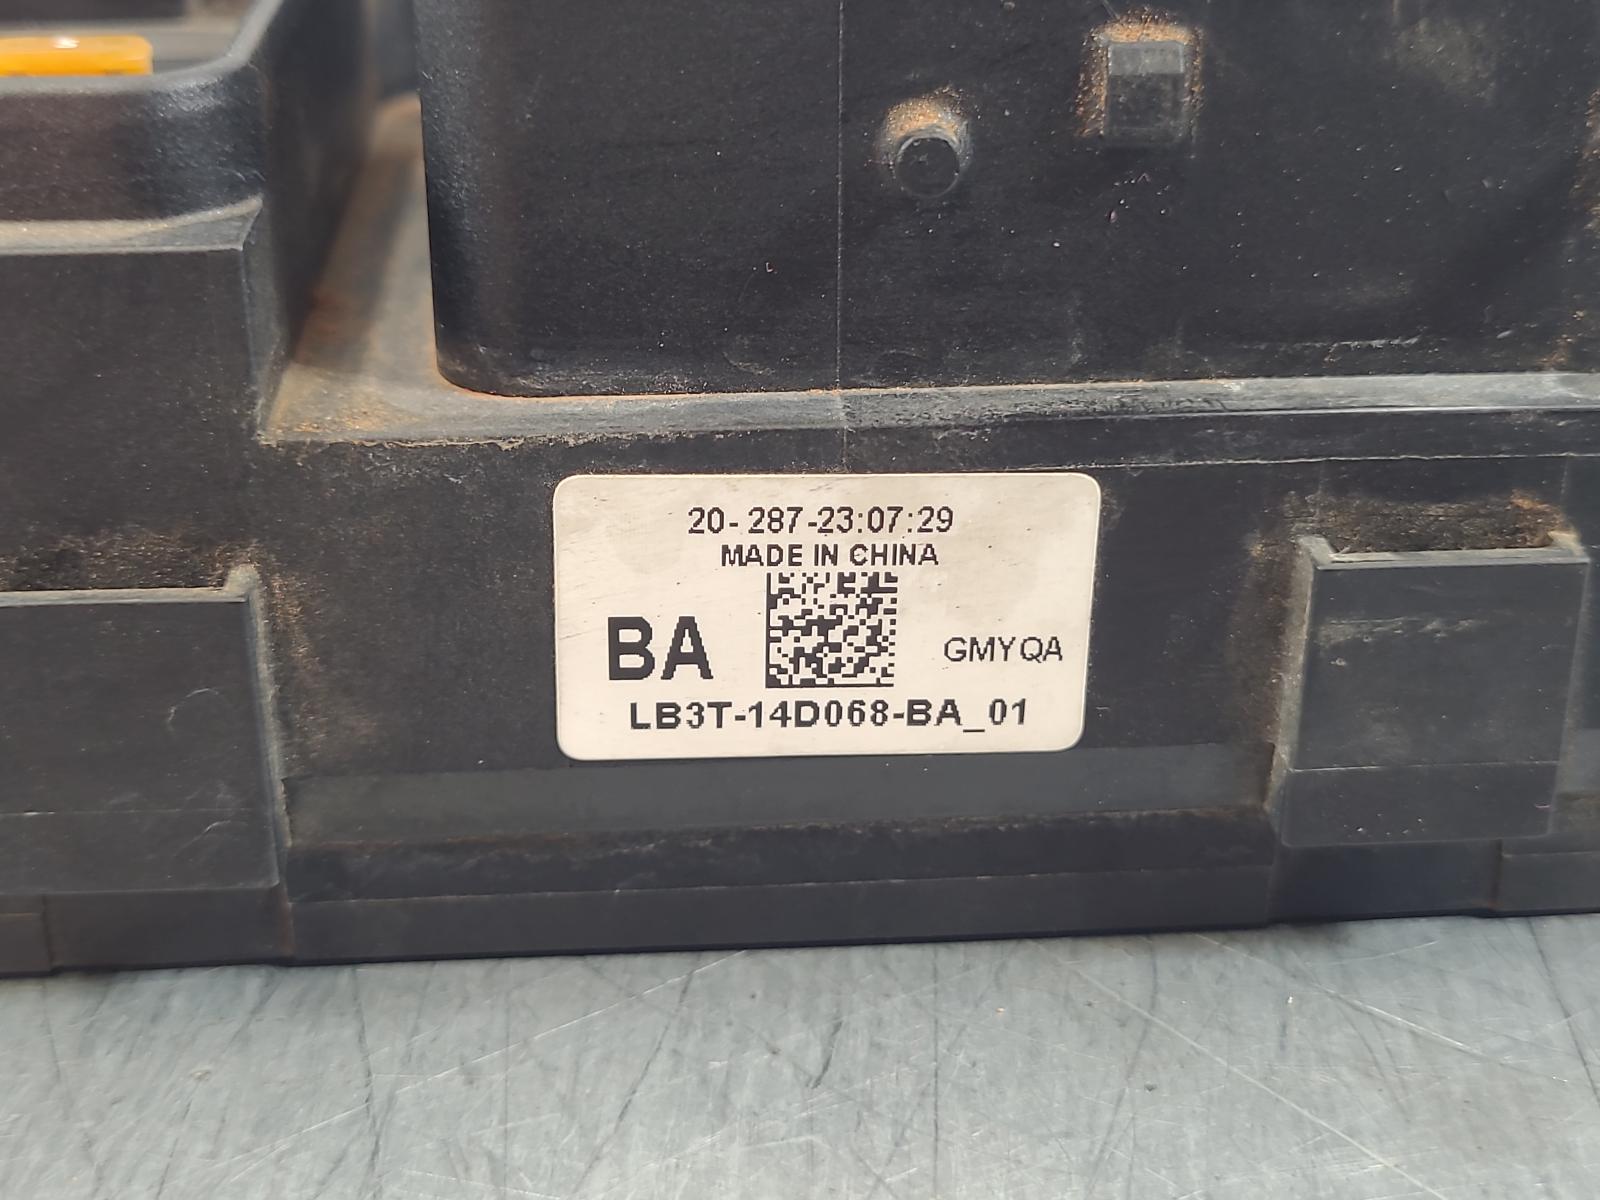 20-287-23:07:29
MADE IN CHINA
BA
GMYQA
LB3T-14D068-BA_01